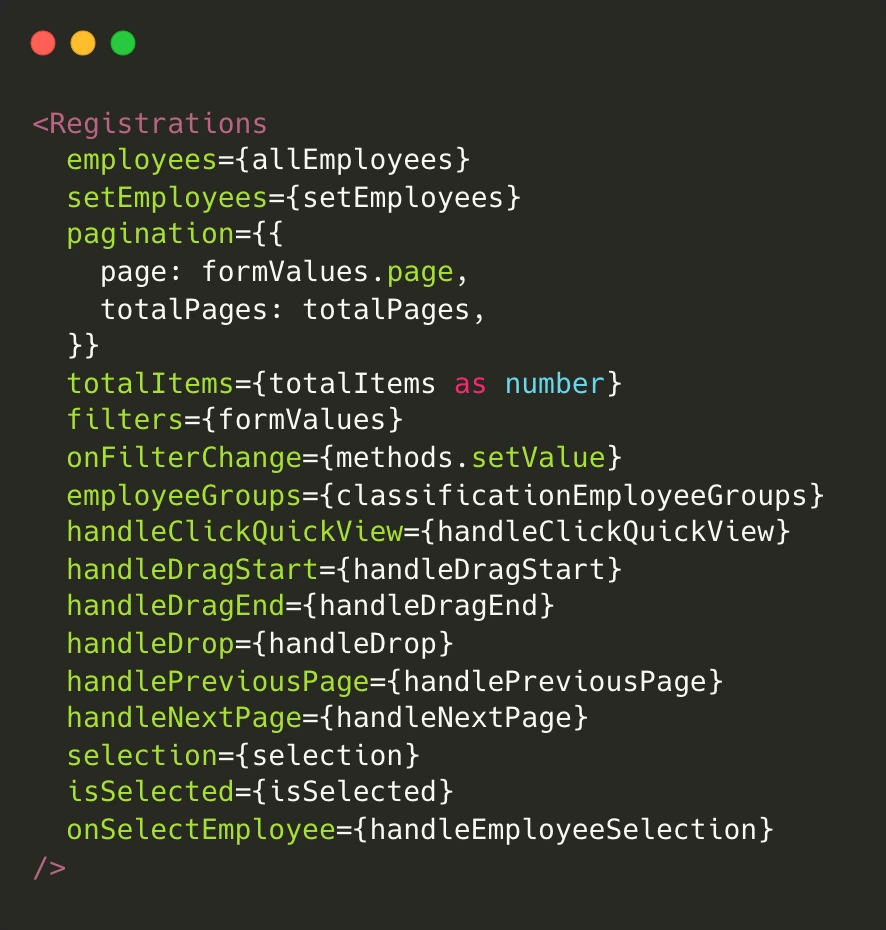 <Registrations
  employees={allEmployees}
  setEmployees={setEmployees}
  pagination={{
    page: formValues.page,
    totalPages: totalPages,
  }}
  totalItems={totalItems as number}
  filters={formValues}
  onFilterChange={methods.setValue}
  employeeGroups={classificationEmployeeGroups}
  handleClickQuickView={handleClickQuickView}
  handleDragStart={handleDragStart}
  handleDragEnd={handleDragEnd}
  handleDrop={handleDrop}
  handlePreviousPage={handlePreviousPage}
  handleNextPage={handleNextPage}
  selection={selection}
  isSelected={isSelected}
  onSelectEmployee={handleEmployeeSelection}
/>